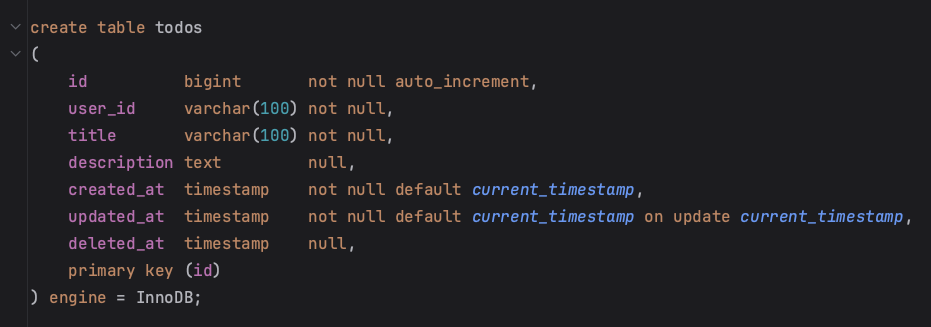 create table todos
(
    id          bigint       not null auto_increment,
    user_id     varchar(100) not null,
    title       varchar(100) not null,
    description text         null,
    created_at  timestamp    not null default current_timestamp,
    updated_at  timestamp    not null default current_timestamp on update current_timestamp,
    deleted_at  timestamp    null,
    primary key (id)
) engine = InnoDB;